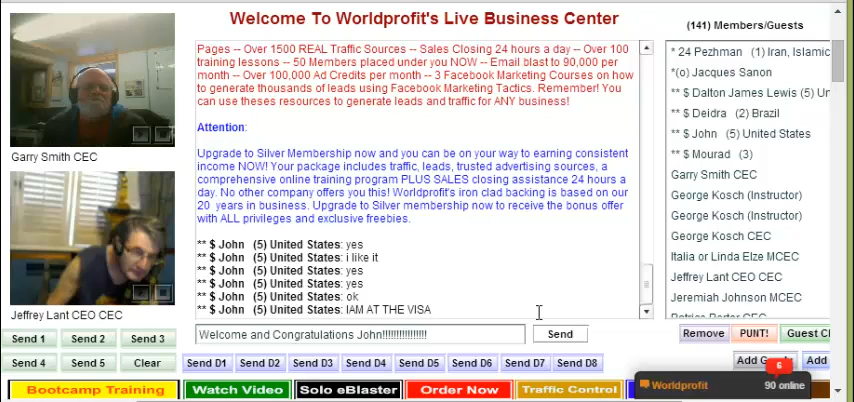 Welcome To Worldprofit's Live Business Center
(141) Members/Guests
Pages -- Over 1500 REAL Traffic Sources -- Sales Closing 24 hours a day -- Over 100
training lessons -- 50 Members placed under you NOW -- Email blast to 90,000 per
month -- Over 100,000 Ad Credits per month -- 3 Facebook Marketing Courses on how
to generate thousands of leads using Facebook Marketing Tactics. Remember! You
can use theses resources to generate leads and traffic for ANY business!
Attention:
Upgrade to Silver Membership now and you can be on your way to earning consistent
income NOW! Your package includes traffic, leads, trusted advertising sources, a
comprehensive online training program PLUS SALES closing assistance 24 hours a
day. No other company offers you this! Worldprofit's iron clad backing is based on our
20 years in business. Upgrade to Silver membership now to receive the bonus offer
with ALL privileges and exclusive freebies.
** $ John (5) United States: yes
** $ John (5) United States: i like it
** $ John (5) United States: yes
** $ John (5) United States: yes
** $ John (5) United States: ok
** $ John (5) United States: IAM AT THE VISA
Welcome and Congratulations John!!!!!!!!!!!!!!!!
Send
* 24 Pezhman (1) Iran, Islamic
*(o) Jacques Sanon
** $ Dalton James Lewis (5) Un
** $ Deidra (2) Brazil
** $ John (5) United States
** $ Mourad (3)
Garry Smith CEC
George Kosch (Instructor)
George Kosch (Instructor)
George Kosch CEC
Italia or Linda Elze MCEC
Jeffrey Lant CEO CEC
Jeremiah Johnson MCEC
Garry Smith CEC
Jeffrey Lant CEO CEC
Remove PUNT! Guest
Send 1 Send 2 Send 3
Send 4 Send 5 Clear
Send D1 Send D2 Send D3 Send D4 Send D5 Send D6 Send D7 Send D8
Add Add
6
Worldprofit 90 online
Bootcamp Training Watch Video Solo eBlaster Order Now Traffic Control